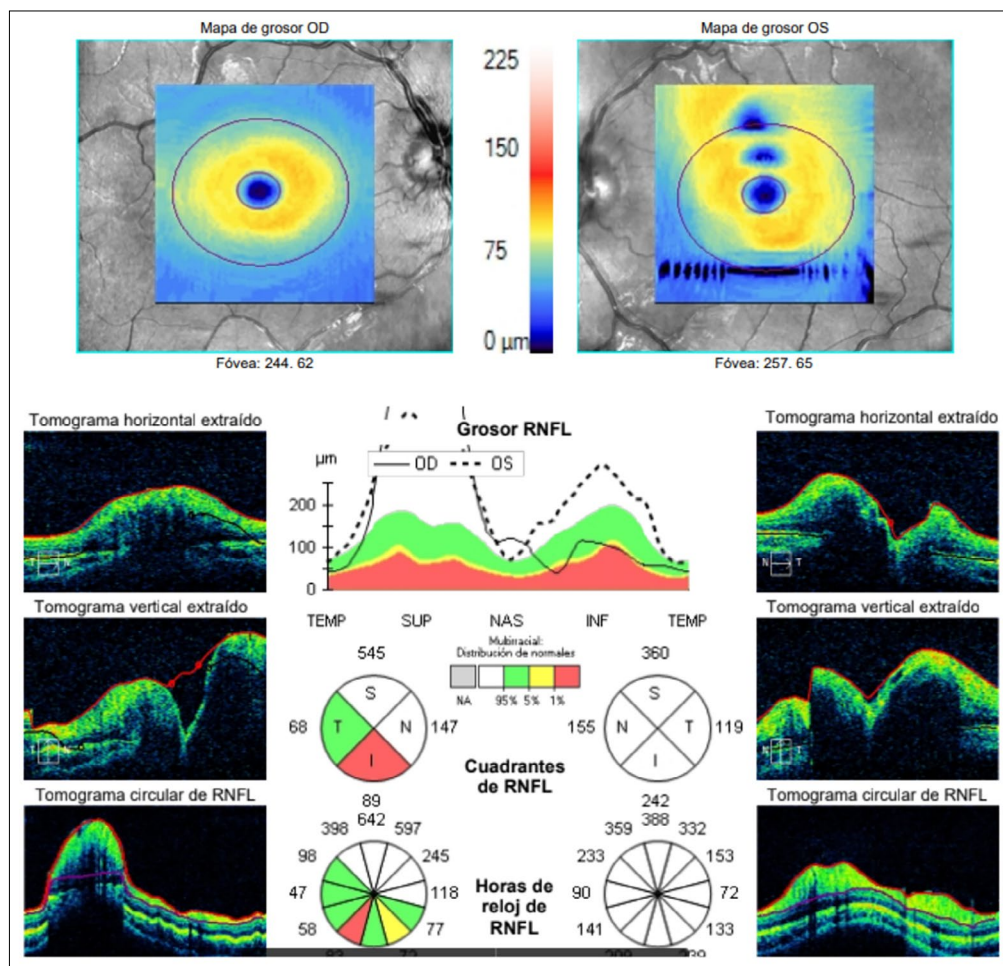 Mapa de grosor OD
Mapa de grosor OS
225
150
75
0 µm
Fóvea: 244. 62
Fóvea: 257. 65
Tomograma horizontal extraído
Grosor RNFL
Tomograma horizontal extraído
µm
OD
OS
200
100
0
T
N
N
T
TEMP
SUP
NAS
INF
TEMP
Tomograma vertical extraído
Tomograma vertical extraído
Multirracial:
Distribución de normales
NA
95%
5%
1%
545
S
68
T
N
147
I
89
360
S
155
N
T
119
I
242
Cuadrantes
de RNFL
Tomograma circular de RNFL
Tomograma circular de RNFL
642
398
597
98
245
47
118
58
77
Horas de
reloj de
RNFL
388
359
332
233
153
90
72
141
133